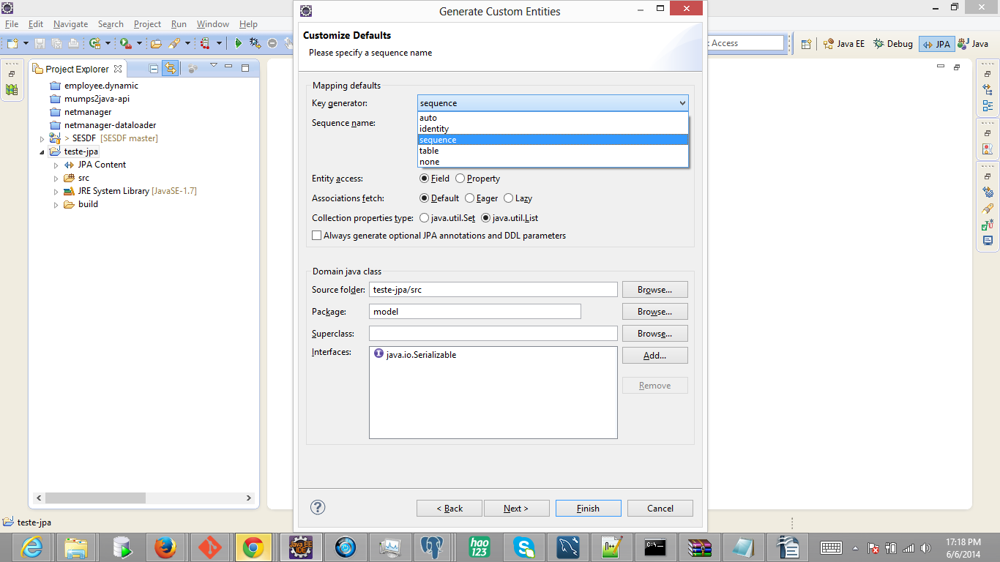 Generate Custom Entities
File Edit Navigate Search Project Run Window Help
Access
Java EE Debug JPA Java
Project Explorer
employee.dynamic
mumps2java-api
netmanager
netmanager-dataloader
> SESDF [SESDF master]
teste-jpa
JPA Content
src
JRE System Library [JavaSE-1.7]
build
Customize Defaults
Please specify a sequence name
Mapping defaults
Key generator: sequence
auto
identity
sequence
table
none
Sequence name:
Entity access: Field Property
Associations fetch: Default Eager Lazy
Collection properties type: java.util.Set java.util.List
Always generate optional JPA annotations and DDL parameters
Domain java class
Source folder: teste-jpa/src Browse...
Package: model Browse...
Superclass: Browse...
Interfaces: java.io.Serializable Add...
Remove
< Back Next > Finish Cancel
teste-jpa
Java EE
IDE
hao
123
17:18 PM
6/6/2014